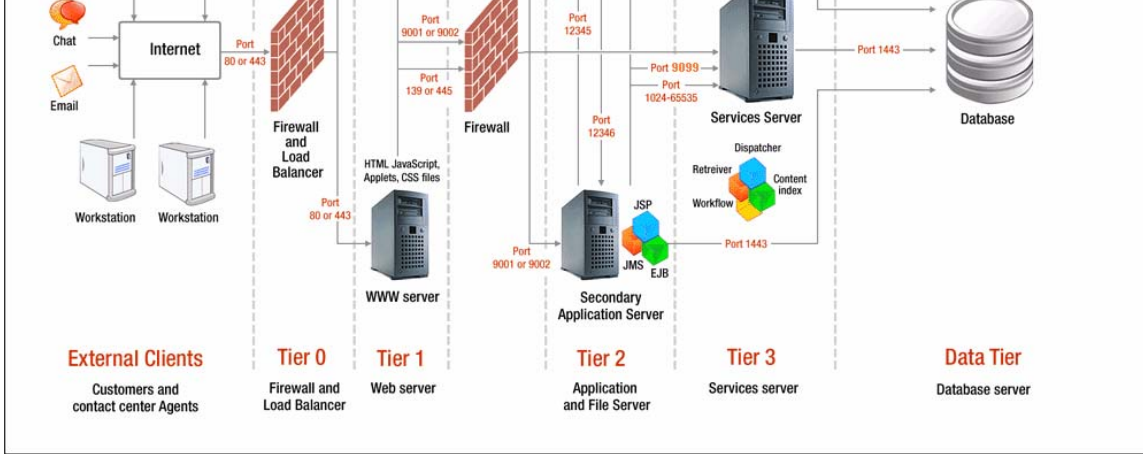 Chat
Internet
Email
Port
80 or 443
Workstation
Workstation
Firewall
and
Load
Balancer
Port
80 or 443
Port
9001 or 9002
139 or 445
Firewall
HTML JavaScript,
Applets, CSS files
WWW server
Port
9001 or 9002
Port
12345
Port
12346
Port 9099
Port
1024-65535
JSP
JMS
EJB
Secondary
Application Server
Services Server
Dispatcher
Retreiver
Content
index
Workflow
Port 1443
Port 1443
Database
External Clients
Customers and
contact center Agents
Tier 0
Firewall and
Load Balancer
Tier 1
Web server
Tier 2
Application
and File Server
Tier 3
Services server
Data Tier
Database server